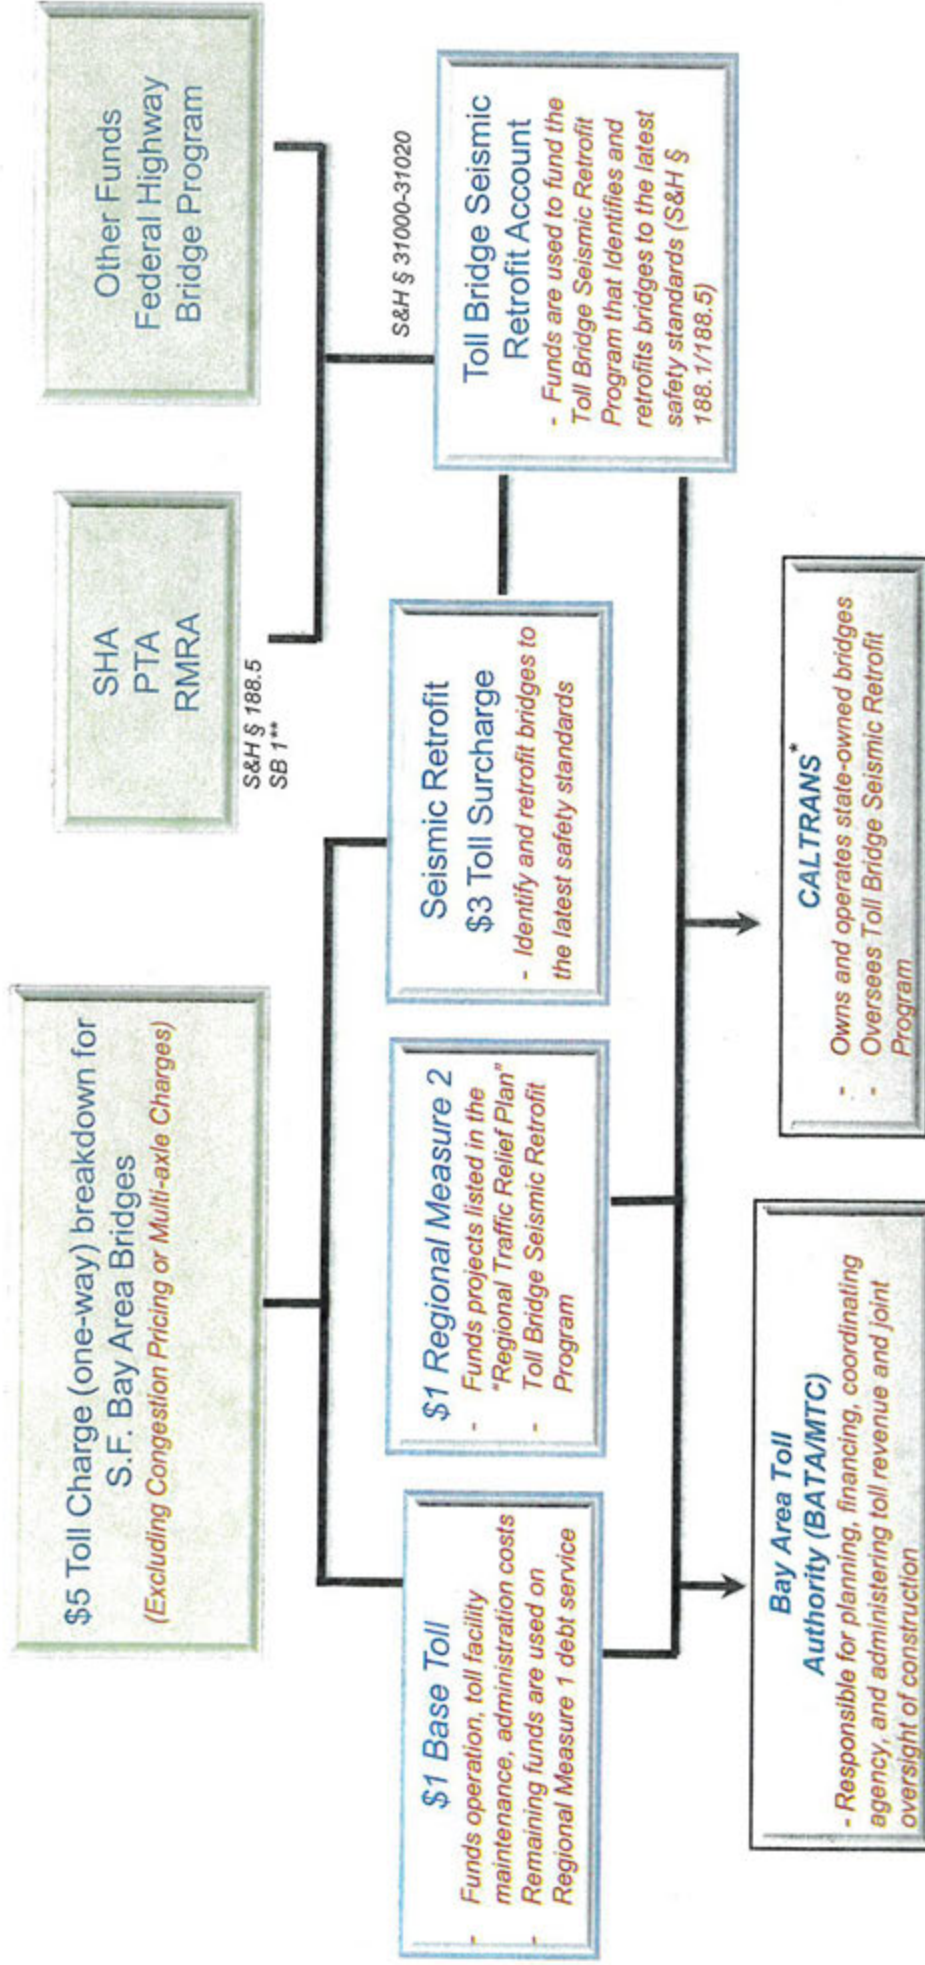 $5 Toll Charge (one-way) breakdown for
S.F. Bay Area Bridges
(Excluding Congestion Pricing or Multi-axle Charges)
SHA
PTA
RMRA
S&H § 188.5
SB 1**
Other Funds
Federal Highway
Bridge Program
S&H § 31000-31020
$1 Base Toll
- Funds operation, toll facility
maintenance, administration costs
- Remaining funds are used on
Regional Measure 1 debt service
$1 Regional Measure 2
- Funds projects listed in the
"Regional Traffic Relief Plan"
- Toll Bridge Seismic Retrofit
Program
Seismic Retrofit
$3 Toll Surcharge
- Identify and retrofit bridges to
the latest safety standards
Toll Bridge Seismic
Retrofit Account
- Funds are used to fund the
Toll Bridge Seismic Retrofit
Program that Identifies and
retrofits bridges to the latest
safety standards (S&H §
188.1/188.5)
Bay Area Toll
Authority (BATA/MTC)
- Responsible for planning, financing, coordinating
agency, and administering toll revenue and joint
oversight of construction
CALTRANS*
- Owns and operates state-owned bridges
- Oversees Toll Bridge Seismic Retrofit
Program